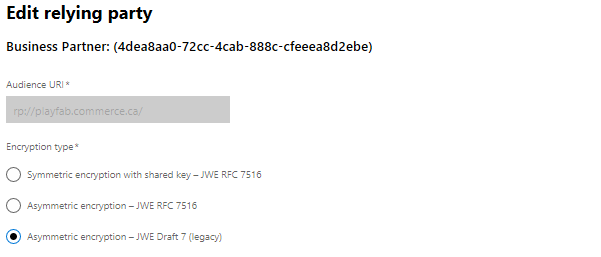 Edit relying party
Business Partner: (4dea8aa0-72cc-4cab-888c-cfeeea8d2ebe)
Audience URI*
rp://playfab.commerce.ca/
Encryption type*
Symmetric encryption with shared key – JWE RFC 7516
Asymmetric encryption – JWE RFC 7516
Asymmetric encryption – JWE Draft 7 (legacy)